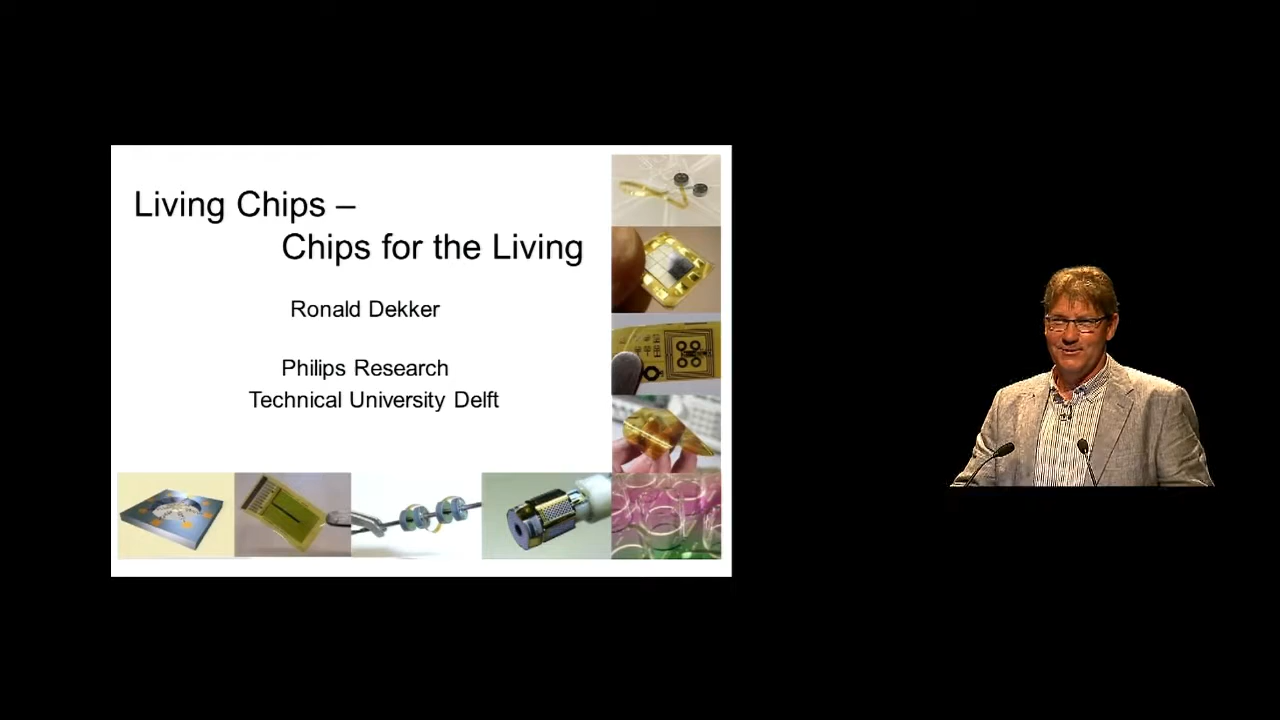 Living Chips –
Chips for the Living
Ronald Dekker
Philips Research
Technical University Delft